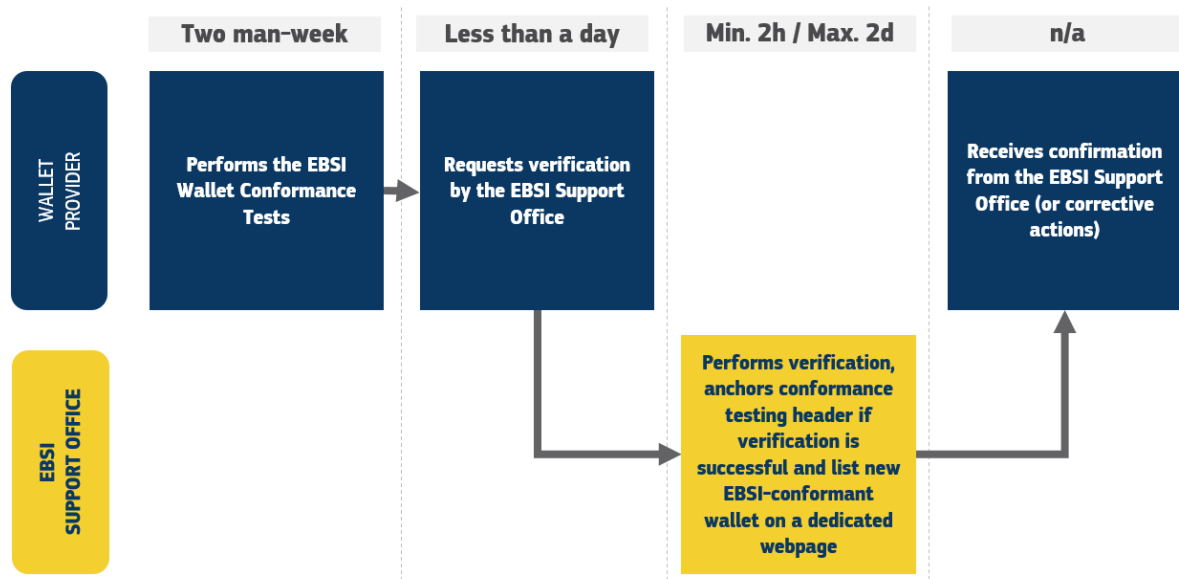 Two man-week
Less than a day
Min. 2h / Max. 2d
n/a
WALLET
PROVIDER
Performs the EBSI
Wallet Conformance
Tests
Requests verification
by the EBSI Support
Office
Receives confirmation
from the EBSI Support
Office (or corrective
actions)
EBSI
SUPPORT OFFICE
Performs verification,
anchors conformance
testing header if
verification is
successful and list new
EBSI-conformant
wallet on a dedicated
webpage